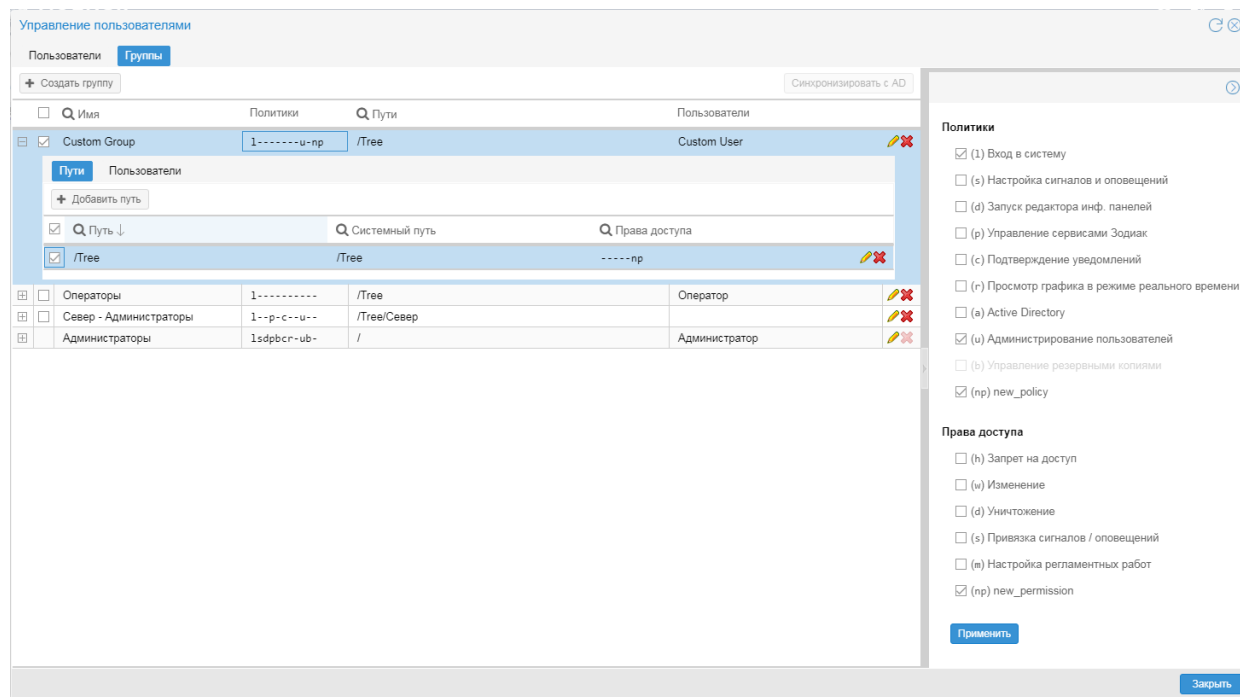 Управление пользователями
Пользователи Группы
Создать группу Синхронизировать с AD
Имя Политики Пути Пользователи
Custom Group l-------u-np /Tree Custom User
Пути Пользователи
Добавить путь
Путь Системный путь Права доступа
/Tree /Tree -----np
Операторы l---------- /Tree Оператор
Север - Администраторы l--p-c--u-- /Tree/Север
Администраторы lsdpbcr-ub- / Администратор
Политики
(l) Вход в систему
(s) Настройка сигналов и оповещений
(d) Запуск редактора инф. панелей
(p) Управление сервисами Зодиак
(c) Подтверждение уведомлений
(r) Просмотр графика в режиме реального времени
(a) Active Directory
(u) Администрирование пользователей
(b) Управление резервными копиями
(np) new_policy
Права доступа
(h) Запрет на доступ
(w) Изменение
(d) Уничтожение
(s) Привязка сигналов / оповещений
(m) Настройка регламентных работ
(np) new_permission
Применить
Закрыть